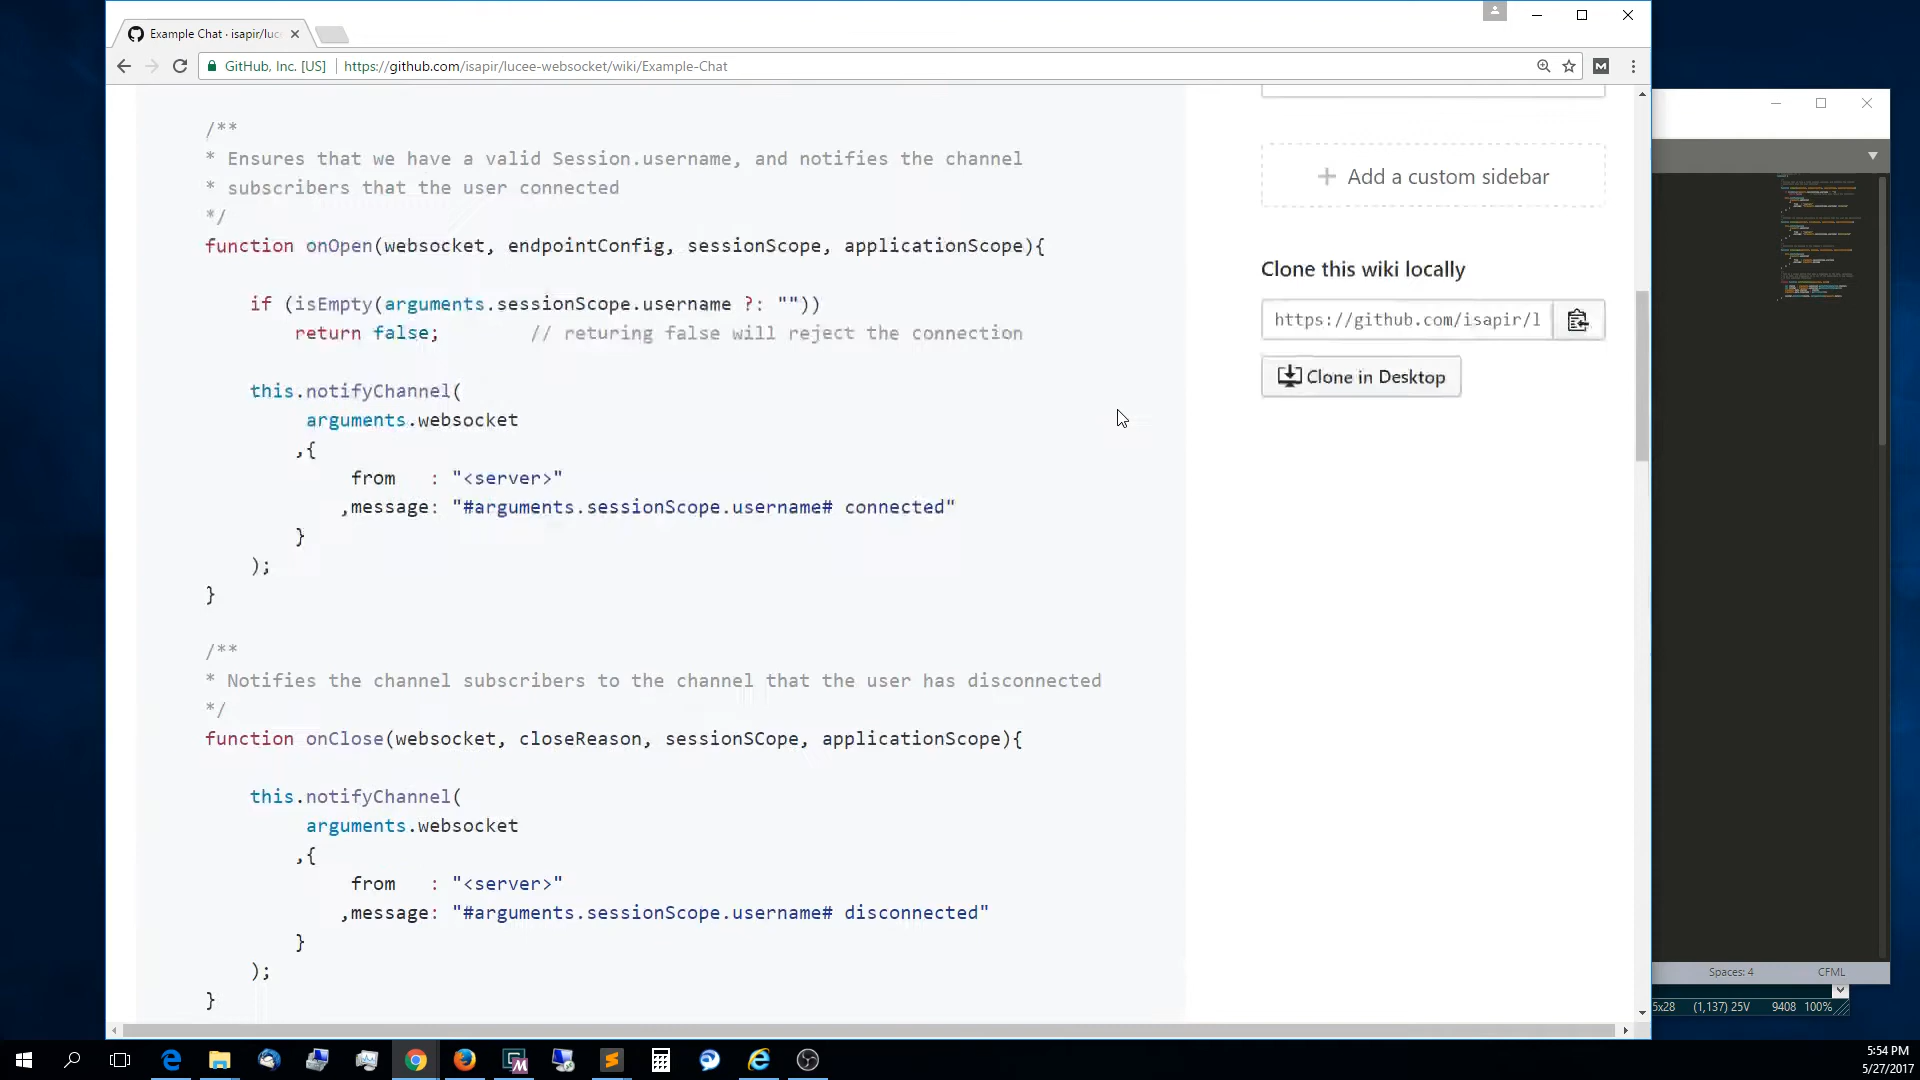 Example Chat · isapir/luc
GitHub, Inc. [US]
https://github.com/isapir/lucee-websocket/wiki/Example-Chat
/**
* Ensures that we have a valid Session.username, and notifies the channel
* subscribers that the user connected
*/
function onOpen(websocket, endpointConfig, sessionScope, applicationScope){
if (isEmpty(arguments.sessionScope.username ?: ""))
return false; // returing false will reject the connection
this.notifyChannel(
arguments.websocket
,{
from : "<server>"
,message: "#arguments.sessionScope.username# connected"
}
);
}
/**
* Notifies the channel subscribers to the channel that the user has disconnected
*/
function onClose(websocket, closeReason, sessionSCope, applicationScope){
this.notifyChannel(
arguments.websocket
,{
from : "<server>"
,message: "#arguments.sessionScope.username# disconnected"
}
);
}
+ Add a custom sidebar
Clone this wiki locally
https://github.com/isapir/l
Clone in Desktop
Spaces: 4 CFML
5x28 (1,137) 25V 9408 100%
5:54 PM
5/27/2017